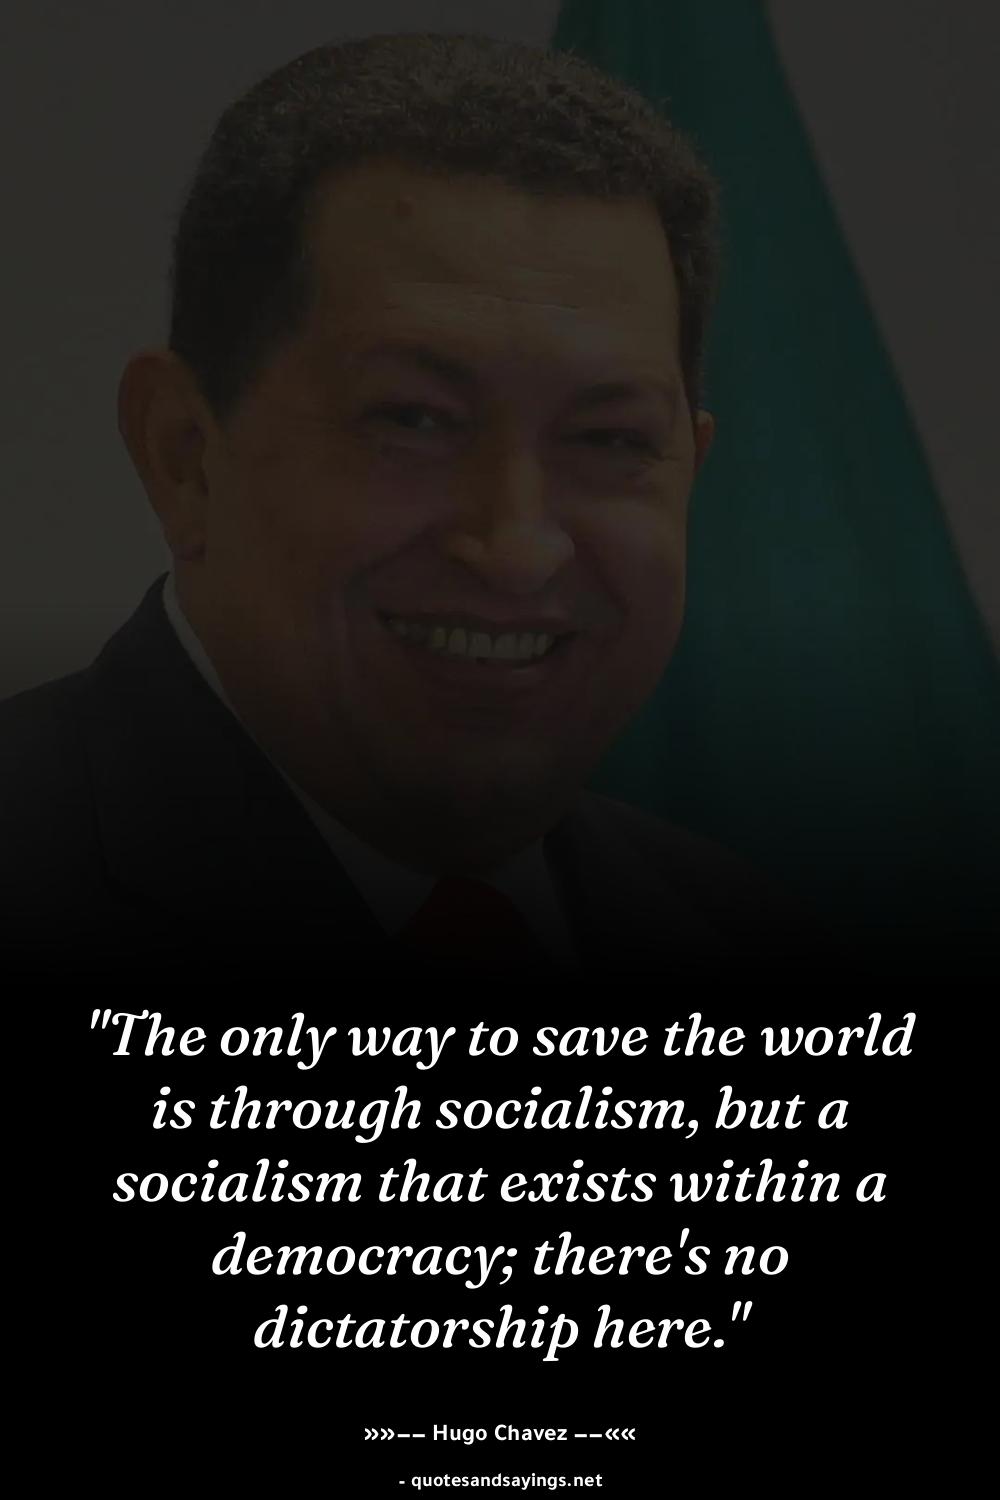 "The only way to save the world
is through socialism, but a
socialism that exists within a
democracy; there's no
dictatorship here."
»»−− Hugo Chavez −−««
- quotesandsayings.net